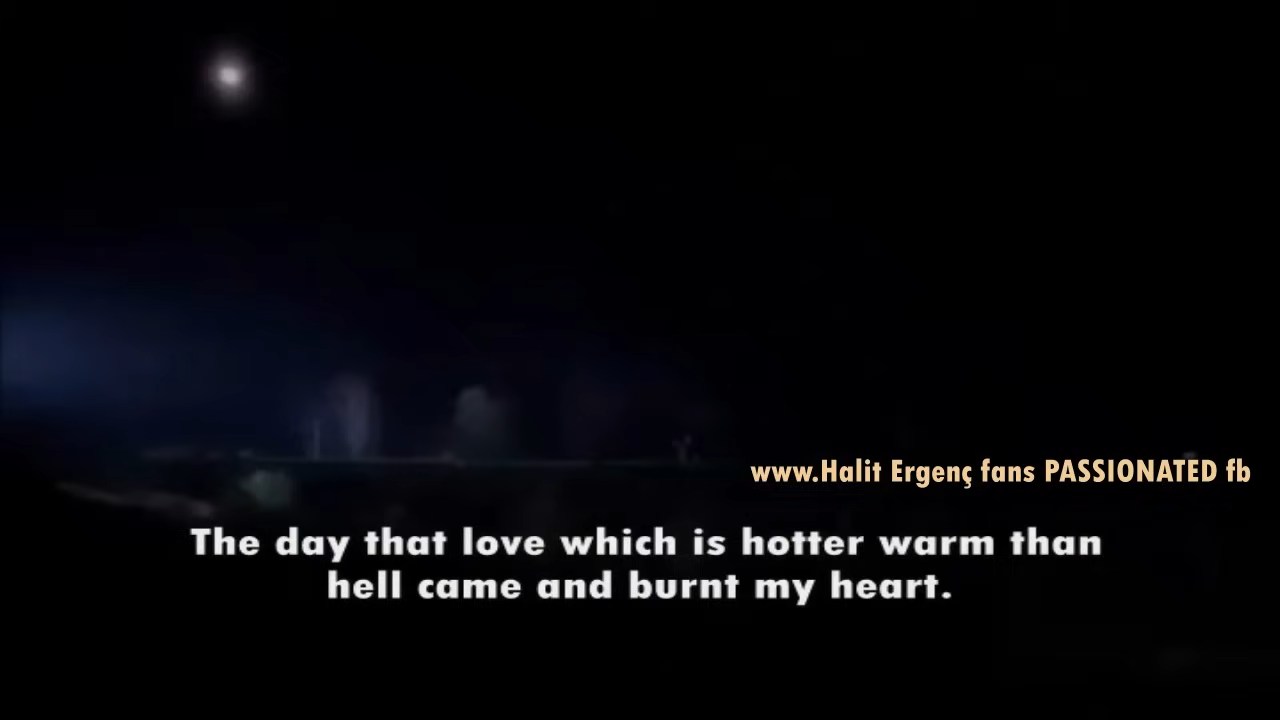 www.Halit Ergenç fans PASSIONATED fb
The day that love which is hotter warm than
hell came and burnt my heart.